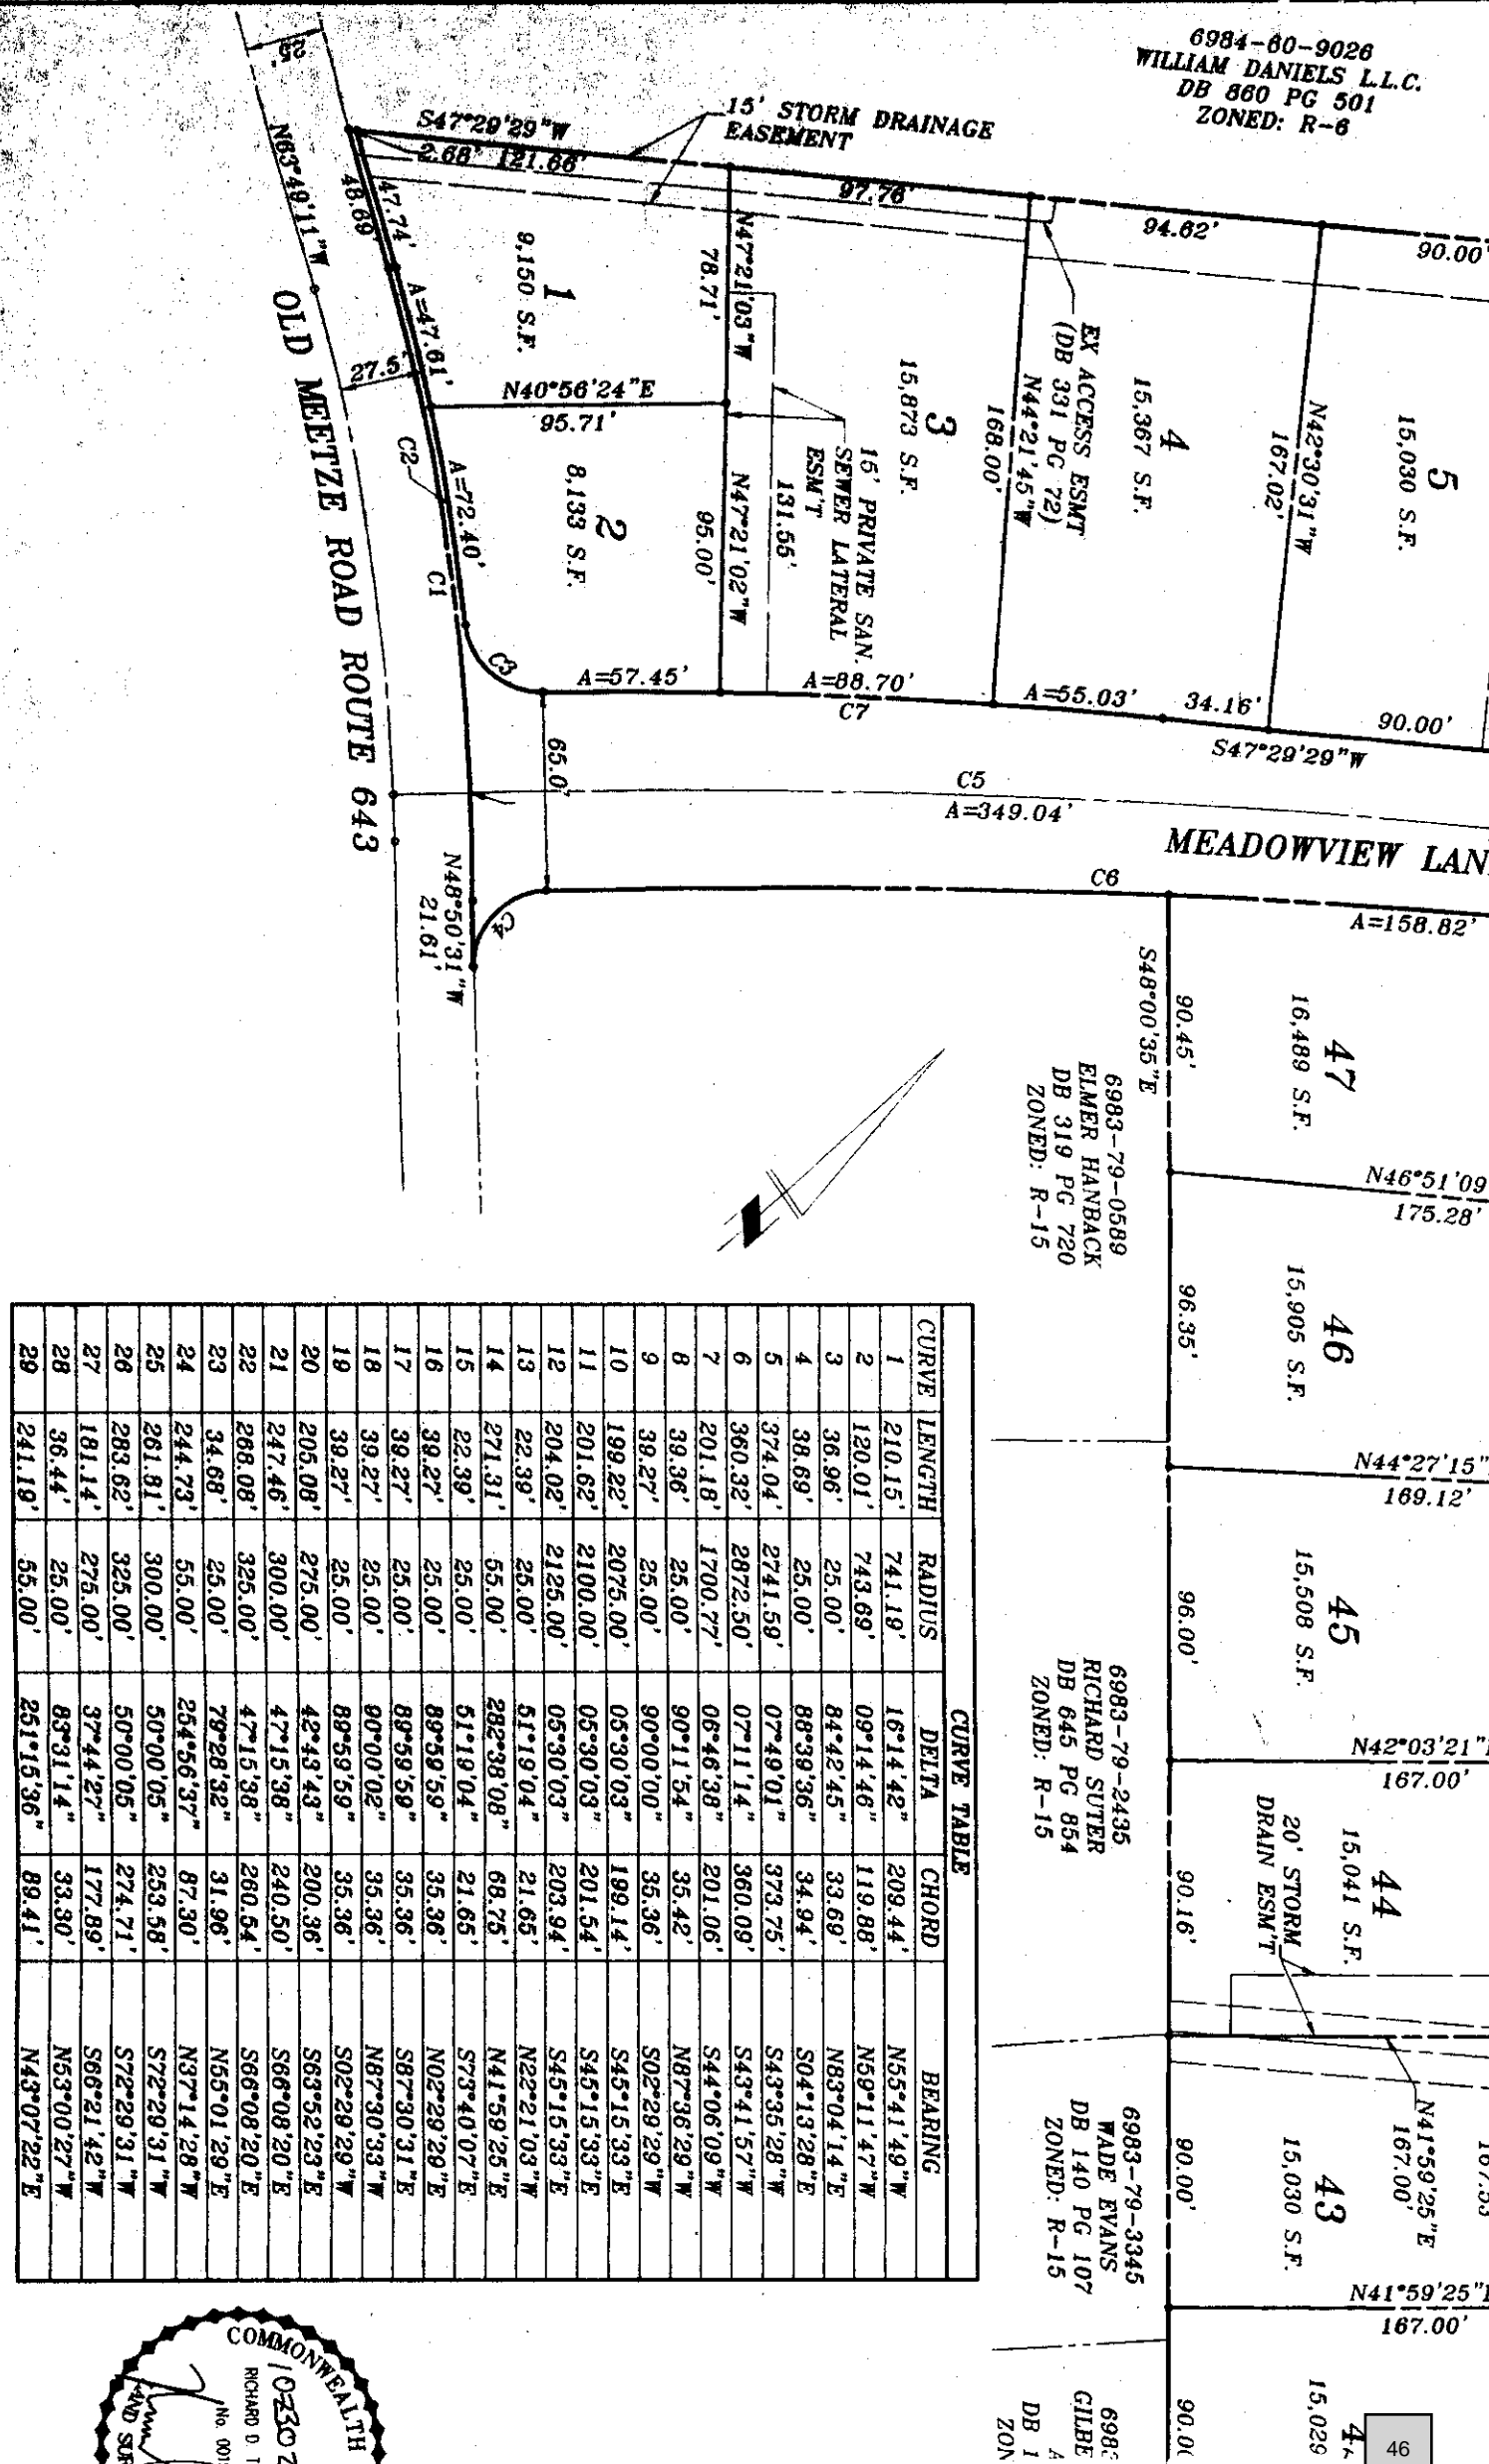 6984-60-9026
WILLIAM DANIELS L.L.C.
DB 860 PG 501
ZONED: R-6
25'
N63°49'11"W
S47°29'29"W
2.68' 121.66'
15' STORM DRAINAGE
EASEMENT
97.76'
94.62'
90.00'
48.69'
47.74'
A=47.61'
27.5'
1
9,150 S.F.
N47°21'03"W
78.71'
N40°56'24"E
95.71'
C2
A=72.40'
C1
2
8,133 S.F.
N47°21'02"W
95.00'
3
15,873 S.F.
15' PRIVATE SAN.
SEWER LATERAL
ESM'T
131.55'
EX ACCESS ESMT
(DB 331 PG 72)
N44°21'45"W
168.00'
4
15,367 S.F.
N42°30'31"W
167.02'
5
15,030 S.F.
OLD MEETZE ROAD ROUTE 643
C3
A=57.45'
A=88.70'
C7
A=55.03'
34.16'
90.00'
S47°29'29"W
65.0'
C5
A=349.04'
MEADOWVIEW LAN
C6
A=158.82'
C4
N48°50'31"W
21.61'
S48°00'35"E
90.45'
47
16,489 S.F.
N46°51'09
175.28'
6983-79-0589
ELMER HANBACK
DB 319 PG 720
ZONED: R-15
96.35'
46
15,905 S.F.
N44°27'15"
169.12'
96.00'
45
15,508 S.F.
N42°03'21"
167.00'
6983-79-2435
RICHARD SUTER
DB 645 PG 854
ZONED: R-15
90.16'
44
15,041 S.F.
20' STORM
DRAIN ESM'T
N41°59'25"E
167.00'
6983-79-3345
WADE EVANS
DB 140 PG 107
ZONED: R-15
90.00'
43
15,030 S.F.
N41°59'25"
167.00'
15,029
GILBE
DB 1
CURVE TABLE
CURVE LENGTH RADIUS DELTA CHORD BEARING
1 210.15' 741.19' 16°14'42" 209.44' N55°41'49"W
2 120.01' 743.69' 09°14'46" 119.88' N59°11'47"W
3 36.96' 25.00' 84°42'45" 33.69' N83°04'14"E
4 38.69' 25.00' 88°39'36" 34.94' S04°13'28"E
5 374.04' 2741.59' 07°49'01" 373.75' S43°35'28"W
6 360.32' 2872.50' 07°11'14" 360.09' S43°41'57"W
7 201.18' 1700.77' 06°46'38" 201.06' S44°06'09"W
8 39.36' 25.00' 90°11'54" 35.42' N87°36'29"W
9 39.27' 25.00' 90°00'00" 35.36' S02°29'29"W
10 199.22' 2075.00' 05°30'03" 199.14' S45°15'33"E
11 201.62' 2100.00' 05°30'03" 201.54' S45°15'33"E
12 204.02' 2125.00' 05°30'03" 203.94' S45°15'33"E
13 22.39' 25.00' 51°19'04" 21.65' N22°21'03"W
14 271.31' 55.00' 282°38'08" 68.75' N41°59'25"E
15 22.39' 25.00' 51°19'04" 21.65' S73°40'07"E
16 39.27' 25.00' 89°59'59" 35.36' N02°29'29"E
17 39.27' 25.00' 89°59'59" 35.36' S87°30'31"E
18 39.27' 25.00' 90°00'02" 35.36' N87°30'33"W
19 39.27' 25.00' 89°59'59" 35.36' S02°29'29"W
20 205.08' 275.00' 42°43'43" 200.36' S63°52'23"E
21 247.46' 300.00' 47°15'38" 240.50' S66°08'20"E
22 268.08' 325.00' 47°15'38" 260.54' S66°08'20"E
23 34.68' 25.00' 79°28'32" 31.96' N55°01'29"E
24 244.73' 55.00' 254°56'37" 87.30' N37°14'28"W
25 261.81' 300.00' 50°00'05" 253.58' S72°29'31"W
26 283.62' 325.00' 50°00'05" 274.71' S72°29'31"W
27 181.14' 275.00' 37°44'27" 177.89' S66°21'42"W
28 36.44' 25.00' 83°31'14" 33.30' N53°00'27"W
29 241.19' 55.00' 251°15'36" 89.41' N43°07'22"E
COMMONWEALTH
RICHARD D.
46